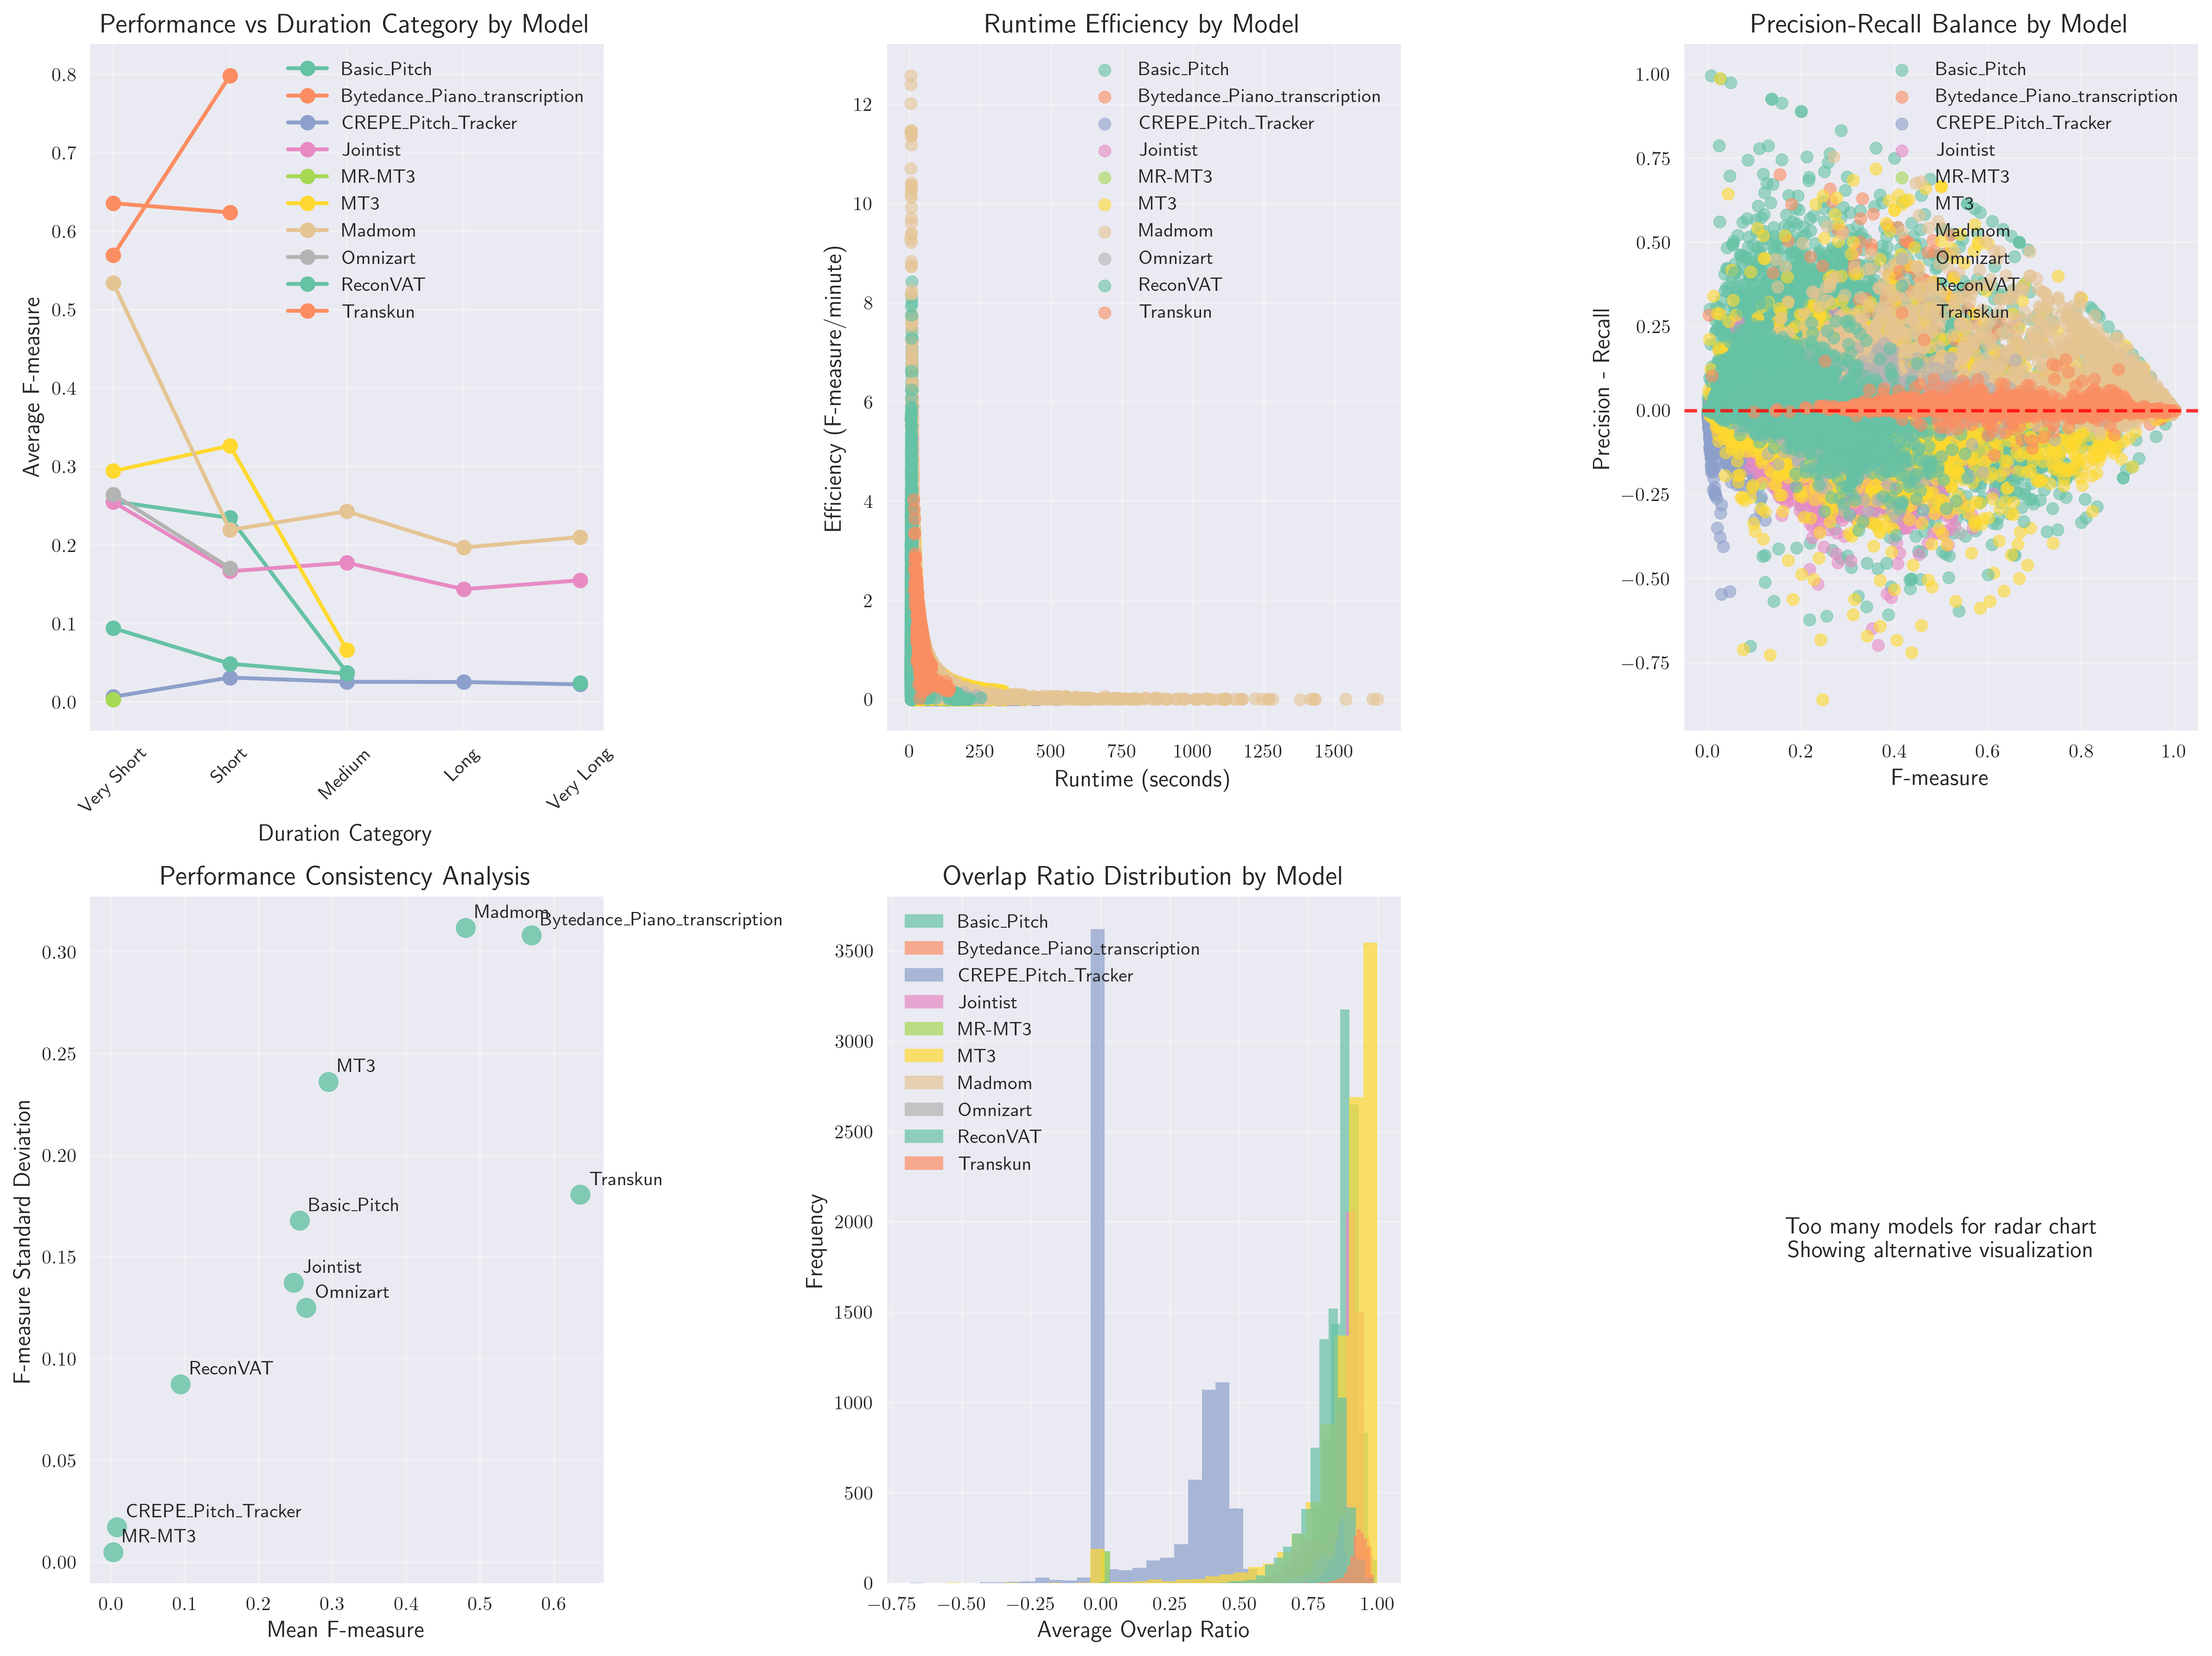 Performance vs Duration Category by Model
Average F-measure
0.8
0.7
0.6
0.5
0.4
0.3
0.2
0.1
0.0
Basic_Pitch
Bytedance_Piano_transcription
CREPE_Pitch_Tracker
Jointist
MR-MT3
MT3
Madmom
Omnizart
ReconVAT
Transkun
Very Short
Short
Medium
Long
Very Long
Duration Category
Runtime Efficiency by Model
Efficiency (F-measure/minute)
12
10
8
6
4
2
0
Basic_Pitch
Bytedance_Piano_transcription
CREPE_Pitch_Tracker
Jointist
MR-MT3
MT3
Madmom
Omnizart
ReconVAT
Transkun
0 250 500 750 1000 1250 1500
Runtime (seconds)
Precision-Recall Balance by Model
Precision - Recall
1.00
0.75
0.50
0.25
0.00
−0.25
−0.50
−0.75
Basic_Pitch
Bytedance_Piano_transcription
CREPE_Pitch_Tracker
Jointist
MR-MT3
MT3
Madmom
Omnizart
ReconVAT
Transkun
0.0 0.2 0.4 0.6 0.8 1.0
F-measure
Performance Consistency Analysis
F-measure Standard Deviation
0.30
0.25
0.20
0.15
0.10
0.05
0.00
Madmom
Bytedance_Piano_transcription
MT3
Transkun
Basic_Pitch
Jointist
Omnizart
ReconVAT
CREPE_Pitch_Tracker
MR-MT3
0.0 0.1 0.2 0.3 0.4 0.5 0.6
Mean F-measure
Overlap Ratio Distribution by Model
Frequency
3500
3000
2500
2000
1500
1000
500
0
Basic_Pitch
Bytedance_Piano_transcription
CREPE_Pitch_Tracker
Jointist
MR-MT3
MT3
Madmom
Omnizart
ReconVAT
Transkun
−0.75 −0.50 −0.25 0.00 0.25 0.50 0.75 1.00
Average Overlap Ratio
Too many models for radar chart
Showing alternative visualization